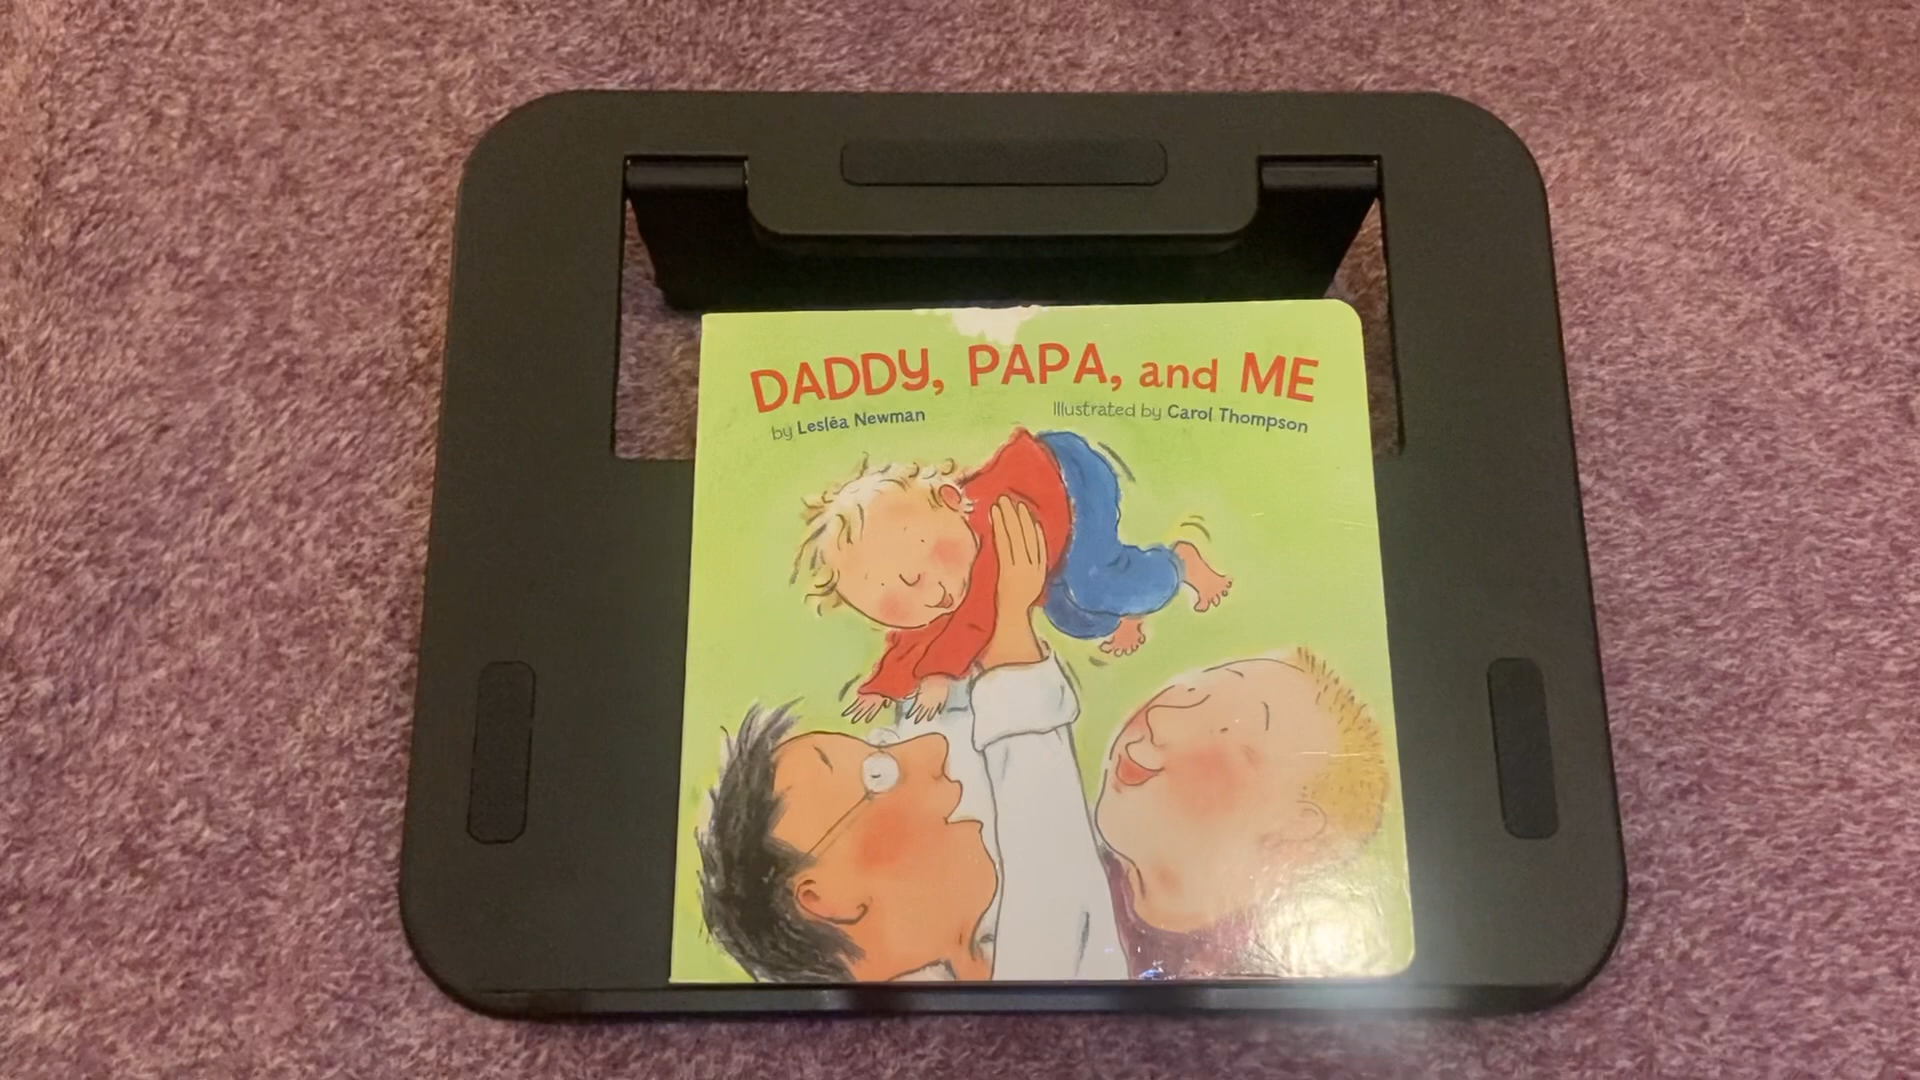 DADDY, PAPA, and ME
by Lesléa Newman
Illustrated by Carol Thompson